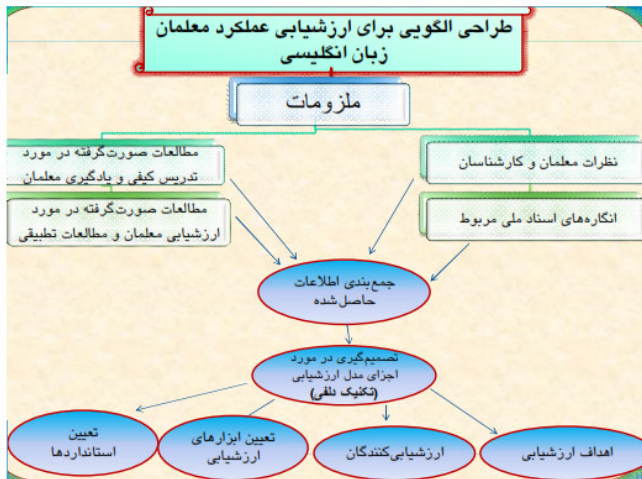 طراحی الگویی برای ارزشیابی عملکرد معلمان
زبان انگلیسی
ملزومات
نظرات معلمان و کارشناسان
انگاره‌های اسناد ملی مربوط
مطالعات صورت‌گرفته در مورد
تدریس کیفی و یادگیری معلمان
مطالعات صورت‌گرفته در مورد
ارزشیابی معلمان و مطالعات تطبیقی
جمع‌بندی اطلاعات
حاصل‌شده
تصمیم‌گیری در مورد
اجزای مدل ارزشیابی
(تکنیک دلفی)
اهداف ارزشیابی
ارزشیابی‌کنندگان
تعیین ابزارهای
ارزشیابی
تعیین
استانداردها